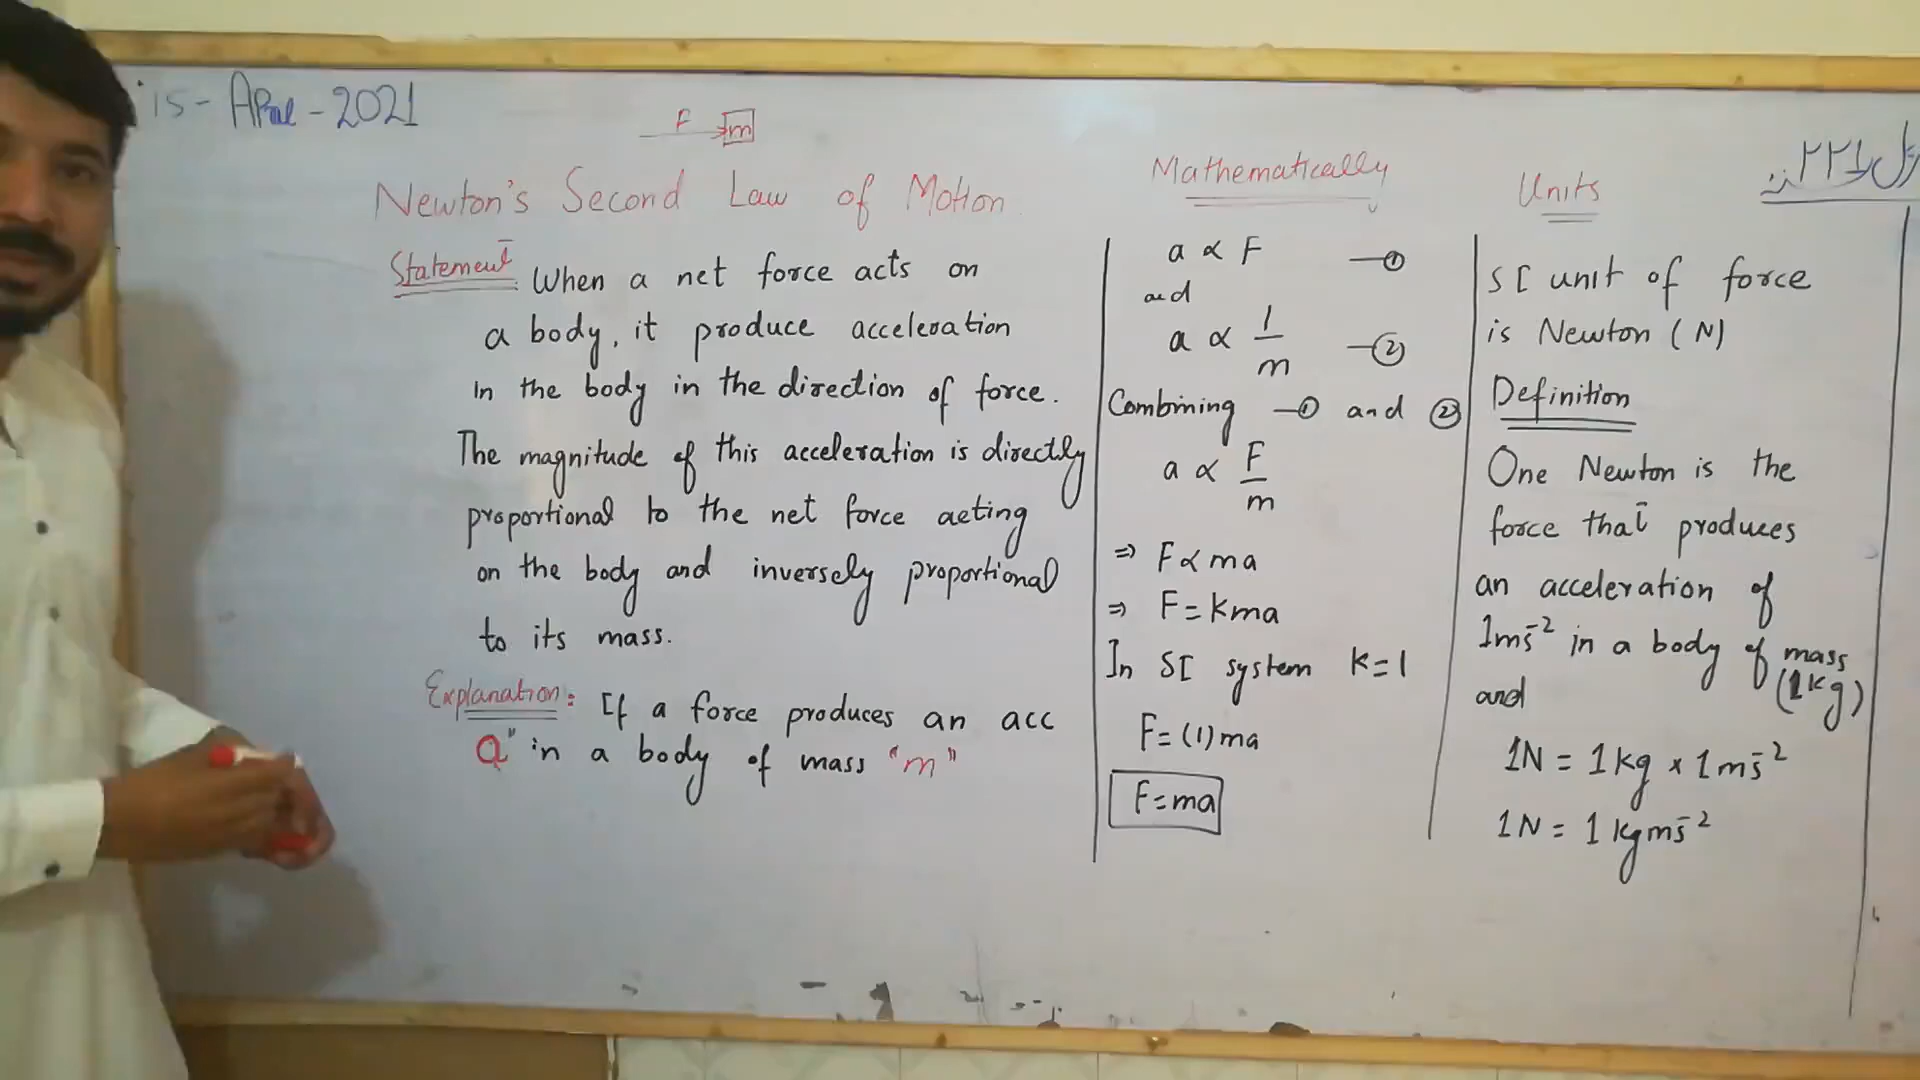 15 - April - 2021
F m
Newton's Second Law of Motion
Statement: When a net force acts on
a body, it produce acceleration
in the body in the direction of force.
The magnitude of this acceleration is directly
proportional to the net force acting
on the body and inversely proportional
to its mass.
Explanation: If a force produces an acc
a" in a body of mass "m"
Mathematically
a ∝ F —①
and
a ∝ 1/m —②
Combining —① and ②
a ∝ F/m
⇒ F ∝ ma
⇒ F = kma
In SI system k=1
F = (1) ma
F = ma
Units
SI unit of force
is Newton (N)
Definition
One Newton is the
force that produces
an acceleration of
1ms⁻² in a body of mass
and (1kg)
1N = 1kg × 1ms⁻²
1N = 1kgms⁻²